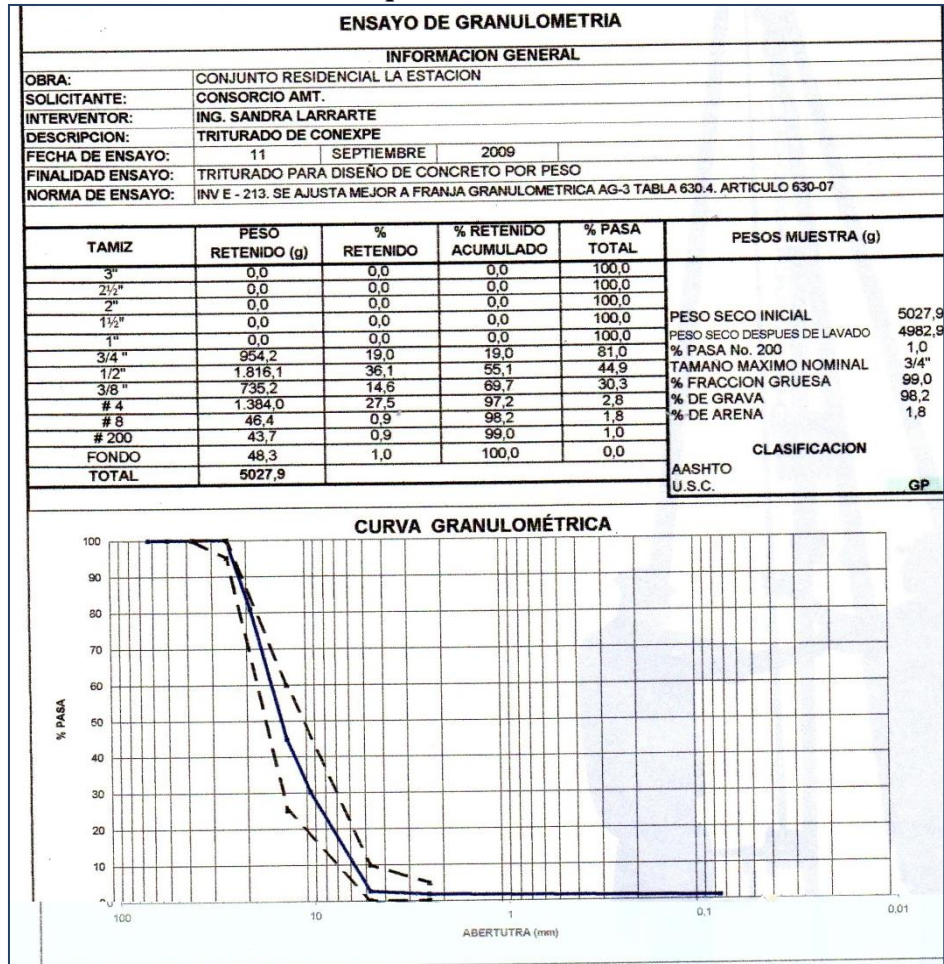 ENSAYO DE GRANULOMETRIA
INFORMACION GENERAL
OBRA: CONJUNTO RESIDENCIAL LA ESTACION
SOLICITANTE: CONSORCIO AMT.
INTERVENTOR: ING. SANDRA LARRARTE
DESCRIPCION: TRITURADO DE CONEXPE
FECHA DE ENSAYO: 11 SEPTIEMBRE 2009
FINALIDAD ENSAYO: TRITURADO PARA DISEÑO DE CONCRETO POR PESO
NORMA DE ENSAYO: INV E - 213. SE AJUSTA MEJOR A FRANJA GRANULOMETRICA AG-3 TABLA 630.4. ARTICULO 630-07
TAMIZ PESO RETENIDO (g) % RETENIDO % RETENIDO ACUMULADO % PASA TOTAL
3" 0,0 0,0 0,0 100,0
2½" 0,0 0,0 0,0 100,0
2" 0,0 0,0 0,0 100,0
1½" 0,0 0,0 0,0 100,0
1" 0,0 0,0 0,0 100,0
3/4 " 954,2 19,0 19,0 81,0
1/2" 1.816,1 36,1 55,1 44,9
3/8 " 735,2 14,6 69,7 30,3
# 4 1.384,0 27,5 97,2 2,8
# 8 46,4 0,9 98,2 1,8
# 200 43,7 0,9 99,0 1,0
FONDO 48,3 1,0 100,0 0,0
TOTAL 5027,9
PESOS MUESTRA (g)
PESO SECO INICIAL 5027,9
PESO SECO DESPUES DE LAVADO 4982,9
% PASA No. 200 1,0
TAMANO MAXIMO NOMINAL 3/4"
% FRACCION GRUESA 99,0
% DE GRAVA 98,2
% DE ARENA 1,8
CLASIFICACION
AASHTO
U.S.C. GP
CURVA GRANULOMÉTRICA
% PASA
100
90
80
70
60
50
40
30
20
10
100 10 1 0,1 0,01
ABERTUTRA (mm)